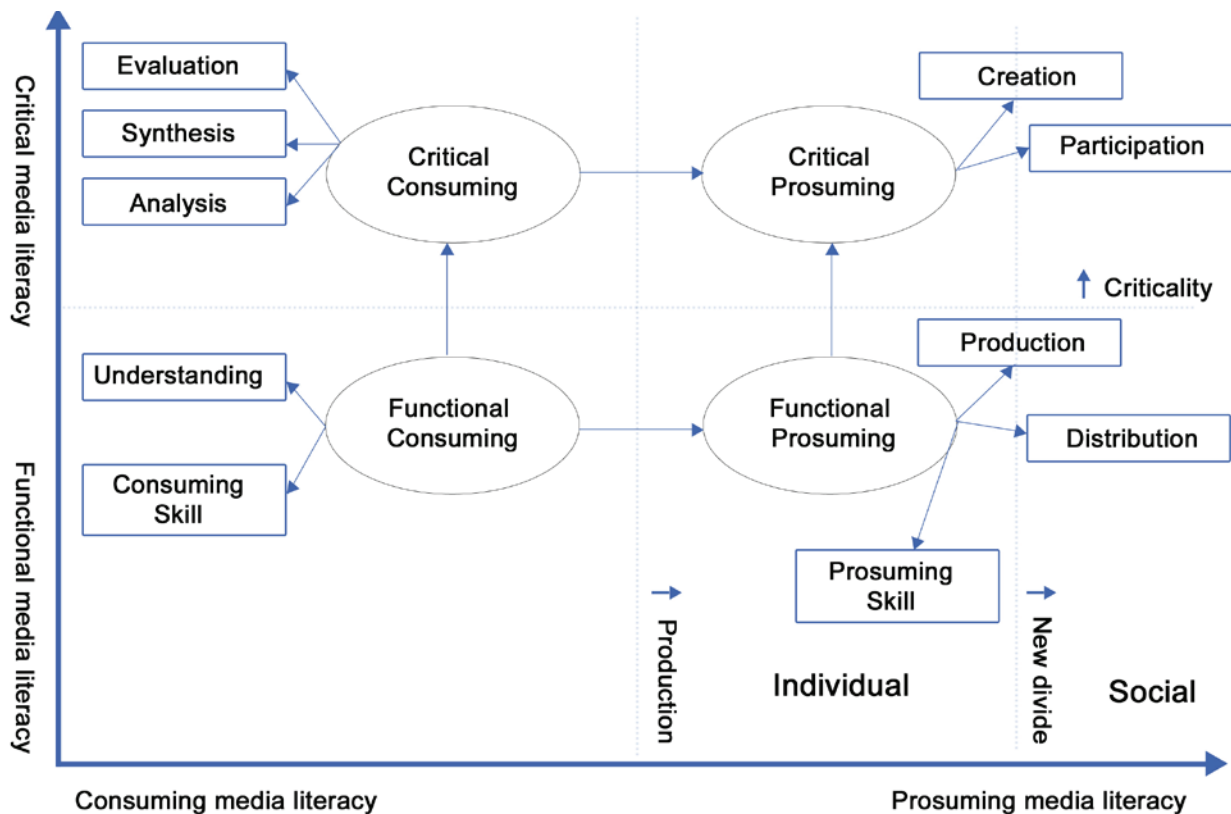 Critical media literacy
Functional media literacy
Evaluation
Synthesis
Analysis
Critical
Consuming
Critical
Prosuming
Creation
Participation
Criticality
Understanding
Consuming
Skill
Functional
Consuming
Functional
Prosuming
Production
Distribution
Prosuming
Skill
Production
Individual
New divide
Social
Consuming media literacy
Prosuming media literacy